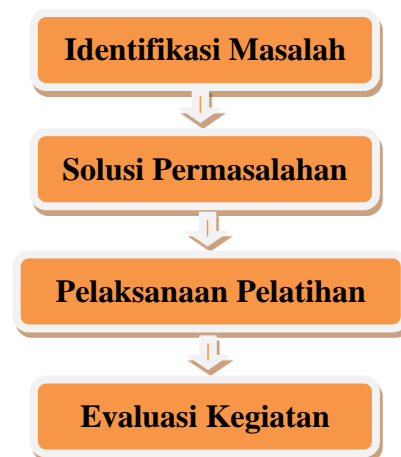 Identifikasi Masalah
Solusi Permasalahan
Pelaksanaan Pelatihan
Evaluasi Kegiatan